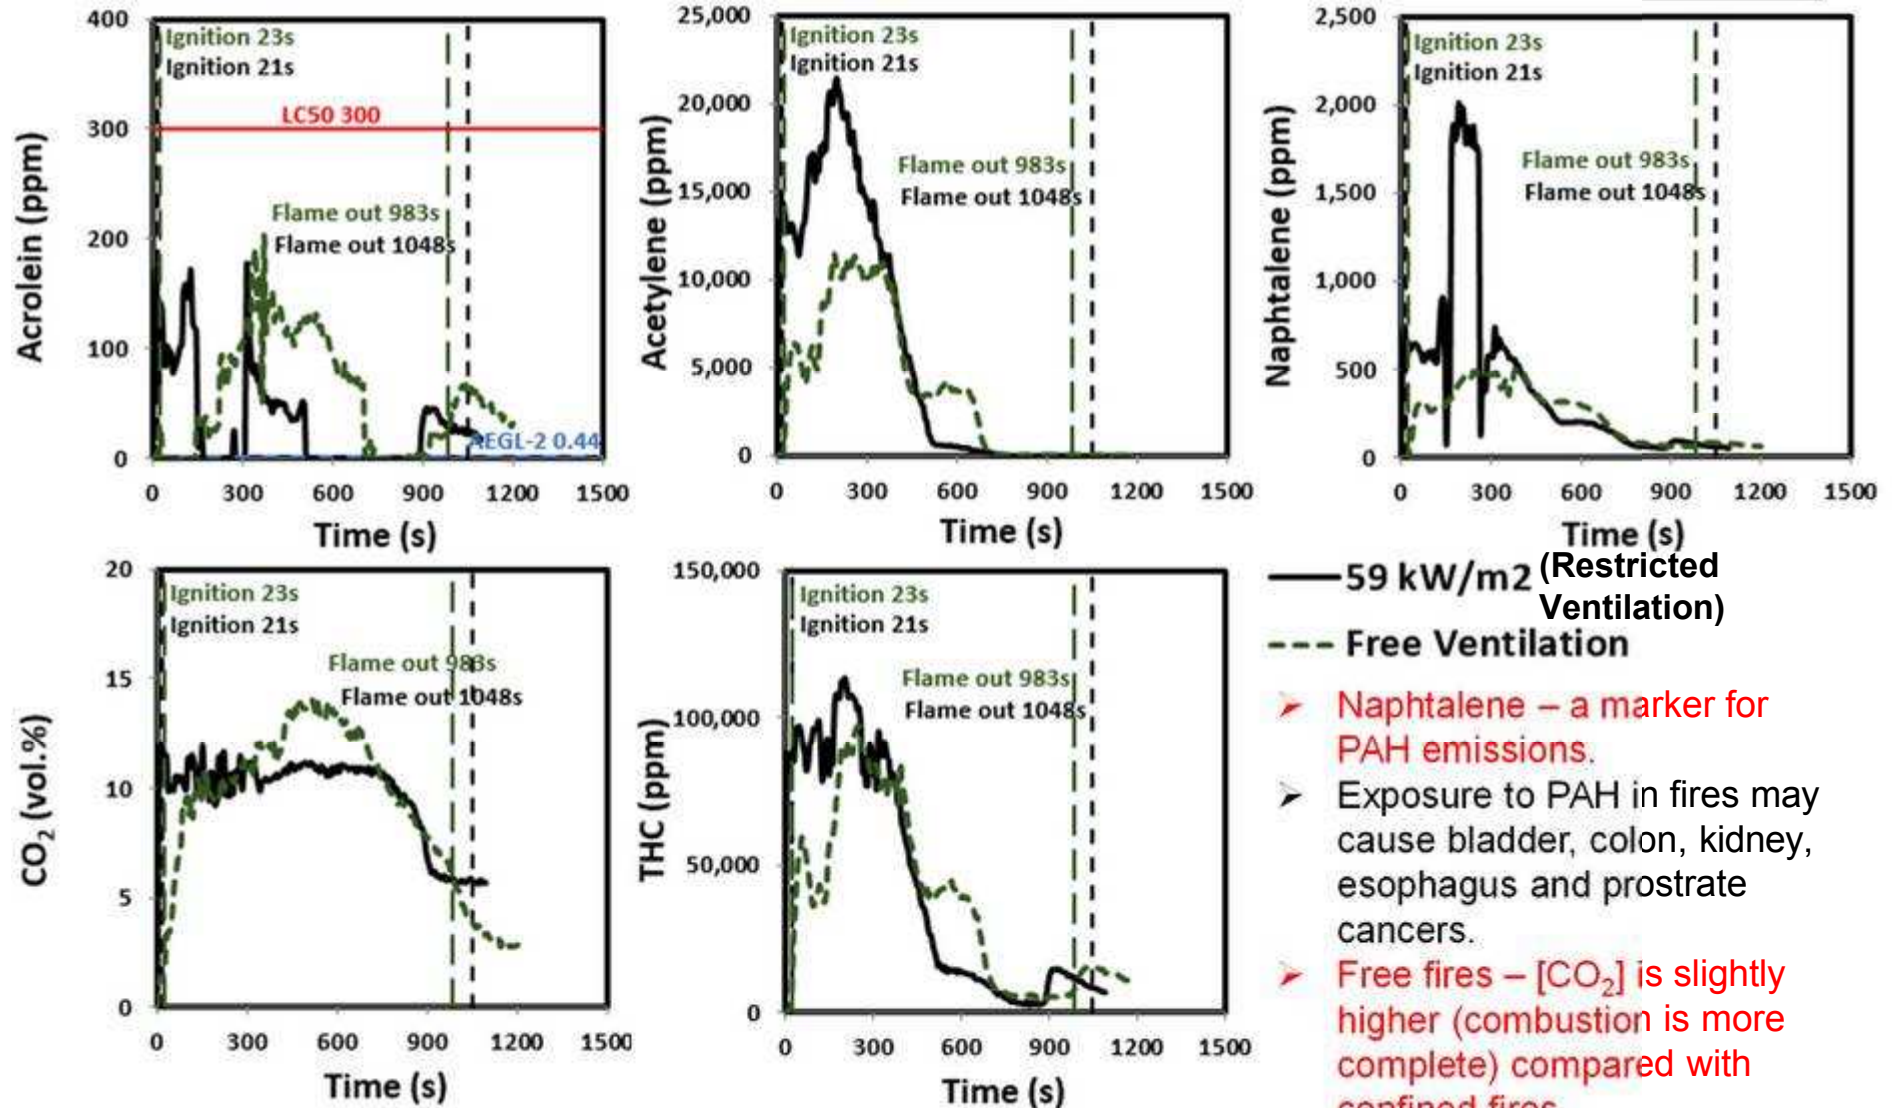 400
300
200
100
0
Acrolein (ppm)
Ignition 23s
Ignition 21s
LC50 300
Flame out 983s
Flame out 1048s
AEGL-2 0.44
0 300 600 900 1200 1500
Time (s)
25,000
20,000
15,000
10,000
5,000
0
Acetylene (ppm)
Ignition 23s
Ignition 21s
Flame out 983s
Flame out 1048s
0 300 600 900 1200 1500
Time (s)
2,500
2,000
1,500
1,000
500
0
Naphtalene (ppm)
Ignition 23s
Ignition 21s
Flame out 983s
Flame out 1048s
0 300 600 900 1200 1500
Time (s)
20
15
10
5
0
CO₂ (vol.%)
Ignition 23s
Ignition 21s
Flame out 983s
Flame out 1048s
0 300 600 900 1200 1500
Time (s)
150,000
100,000
50,000
0
THC (ppm)
Ignition 23s
Ignition 21s
Flame out 983s
Flame out 1048s
0 300 600 900 1200 1500
Time (s)
59 kW/m2 (Restricted
Ventilation)
Free Ventilation
➢ Naphtalene – a marker for
PAH emissions.
➢ Exposure to PAH in fires may
cause bladder, colon, kidney,
esophagus and prostrate
cancers.
➢ Free fires – [CO₂] is slightly
higher (combustion is more
complete) compared with
confined fires